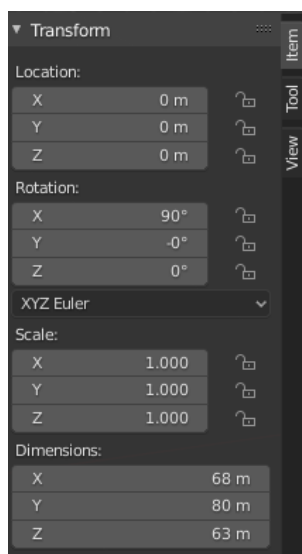 Transform
Item
Tool
View
Location:
X 0 m
Y 0 m
Z 0 m
Rotation:
X 90°
Y -0°
Z 0°
XYZ Euler
Scale:
X 1.000
Y 1.000
Z 1.000
Dimensions:
X 68 m
Y 80 m
Z 63 m